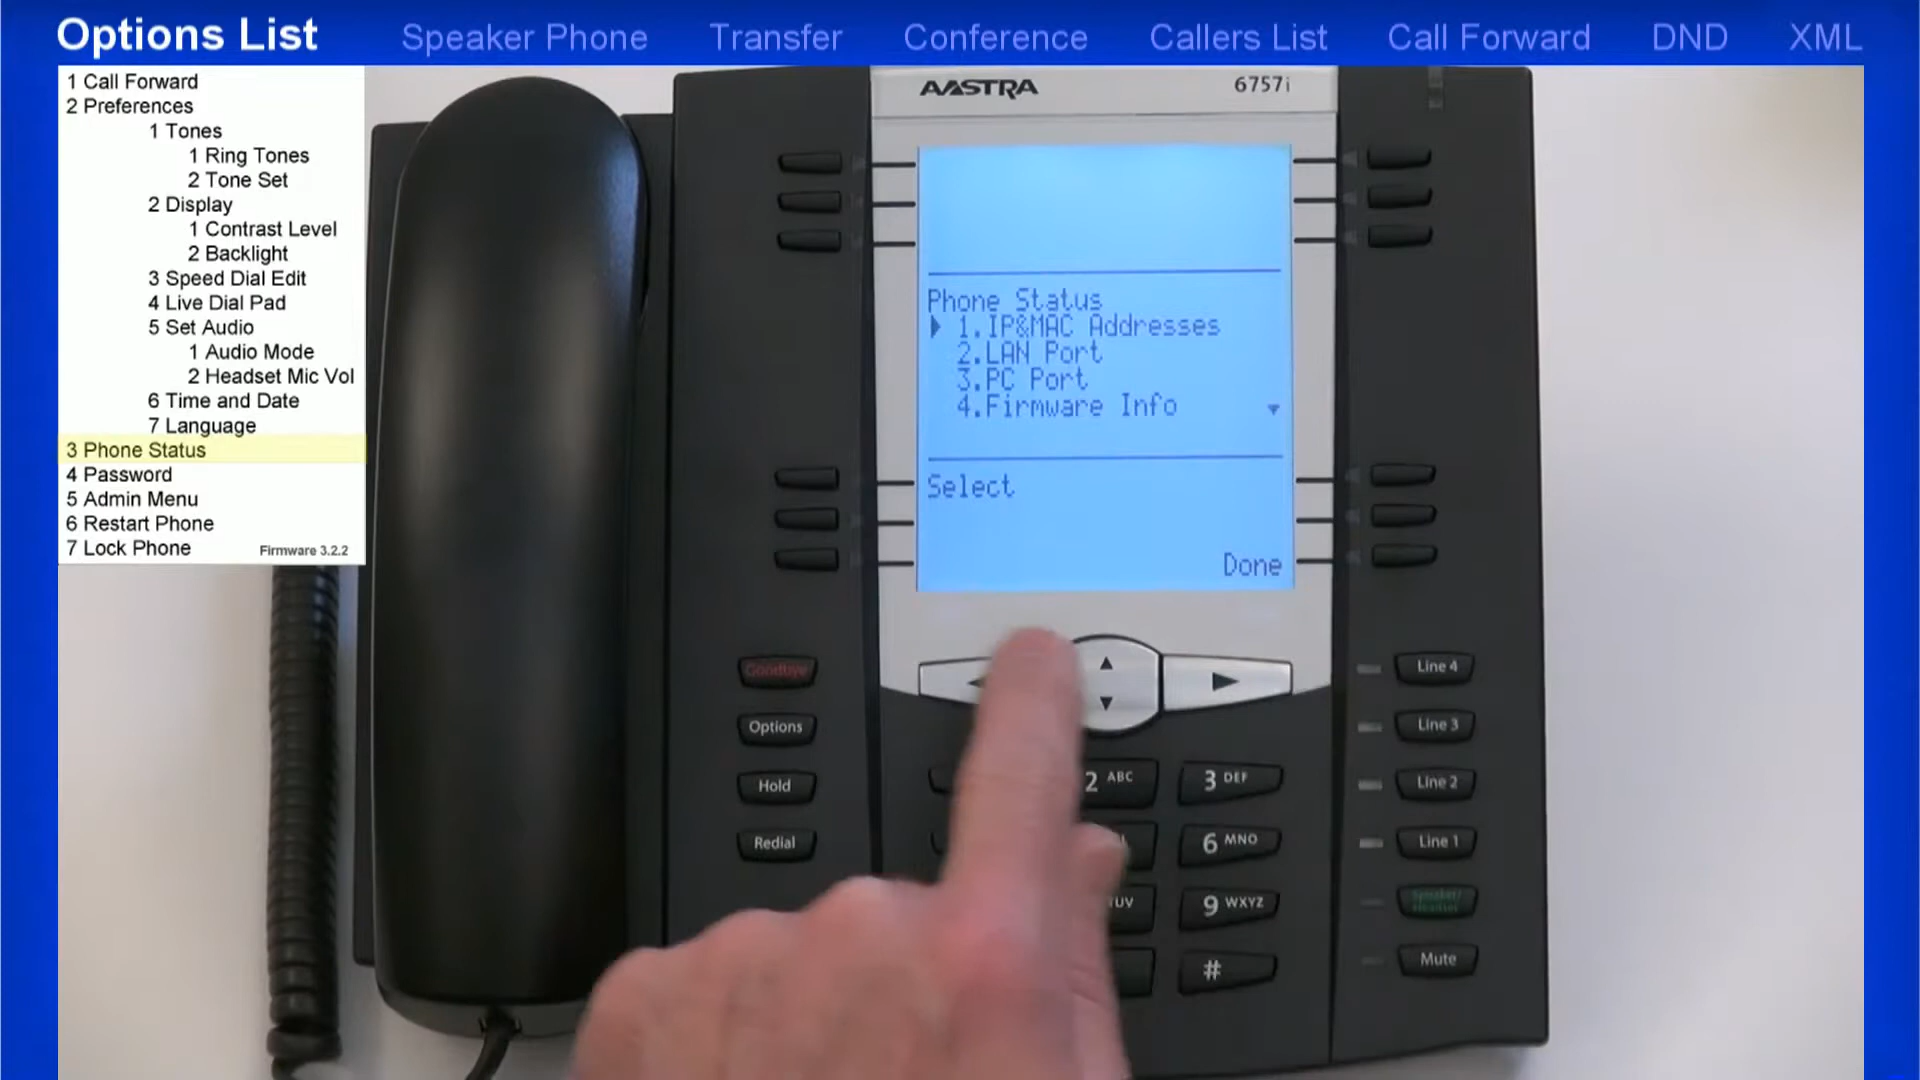 Options List
Speaker Phone
Transfer
Conference
Callers List
Call Forward
DND
XML
1 Call Forward
2 Preferences
1 Tones
1 Ring Tones
2 Tone Set
2 Display
1 Contrast Level
2 Backlight
3 Speed Dial Edit
4 Live Dial Pad
5 Set Audio
1 Audio Mode
2 Headset Mic Vol
6 Time and Date
7 Language
3 Phone Status
4 Password
5 Admin Menu
6 Restart Phone
7 Lock Phone
Firmware 3.2.2
AASTRA
6757i
Phone Status
1.IP&MAC Addresses
2.LAN Port
3.PC Port
4.Firmware Info
Select
Done
Goodbye
Options
Hold
Redial
2 ABC
3 DEF
6 MNO
9 WXYZ
#
Line 4
Line 3
Line 2
Line 1
Speaker/
Headset
Mute